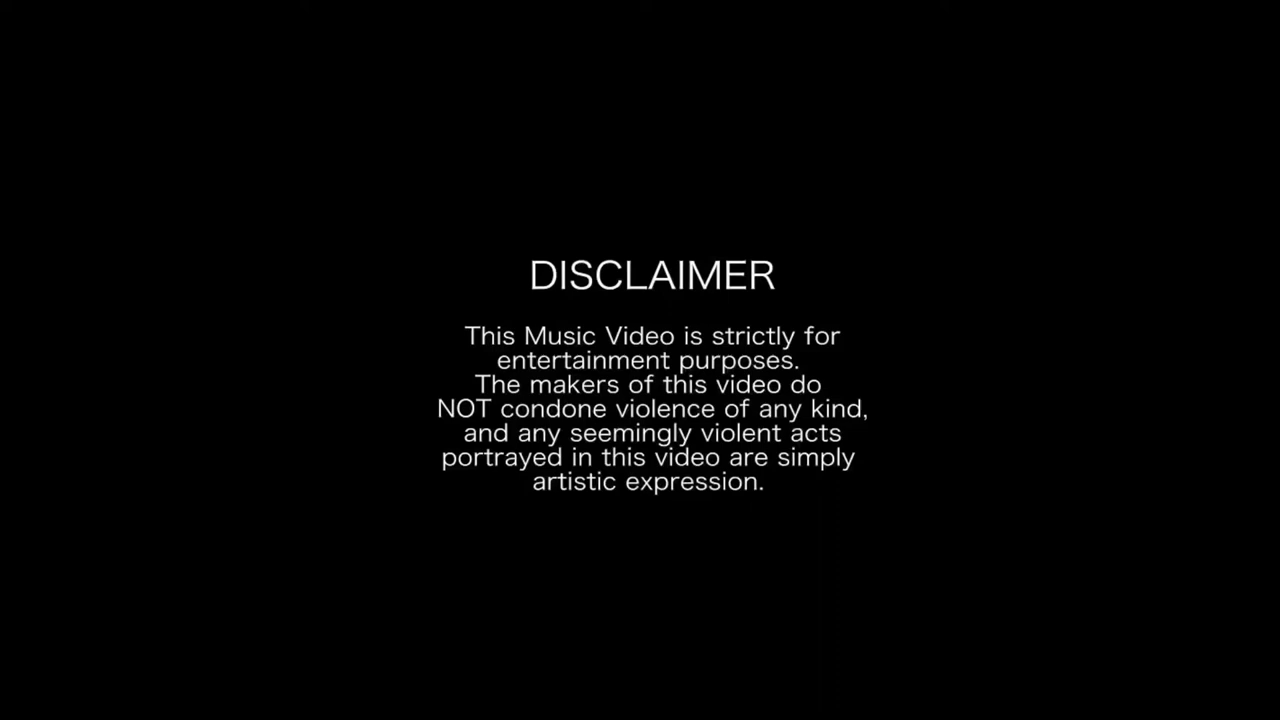 DISCLAIMER
This Music Video is strictly for
entertainment purposes.
The makers of this video do
NOT condone violence of any kind,
and any seemingly violent acts
portrayed in this video are simply
artistic expression.